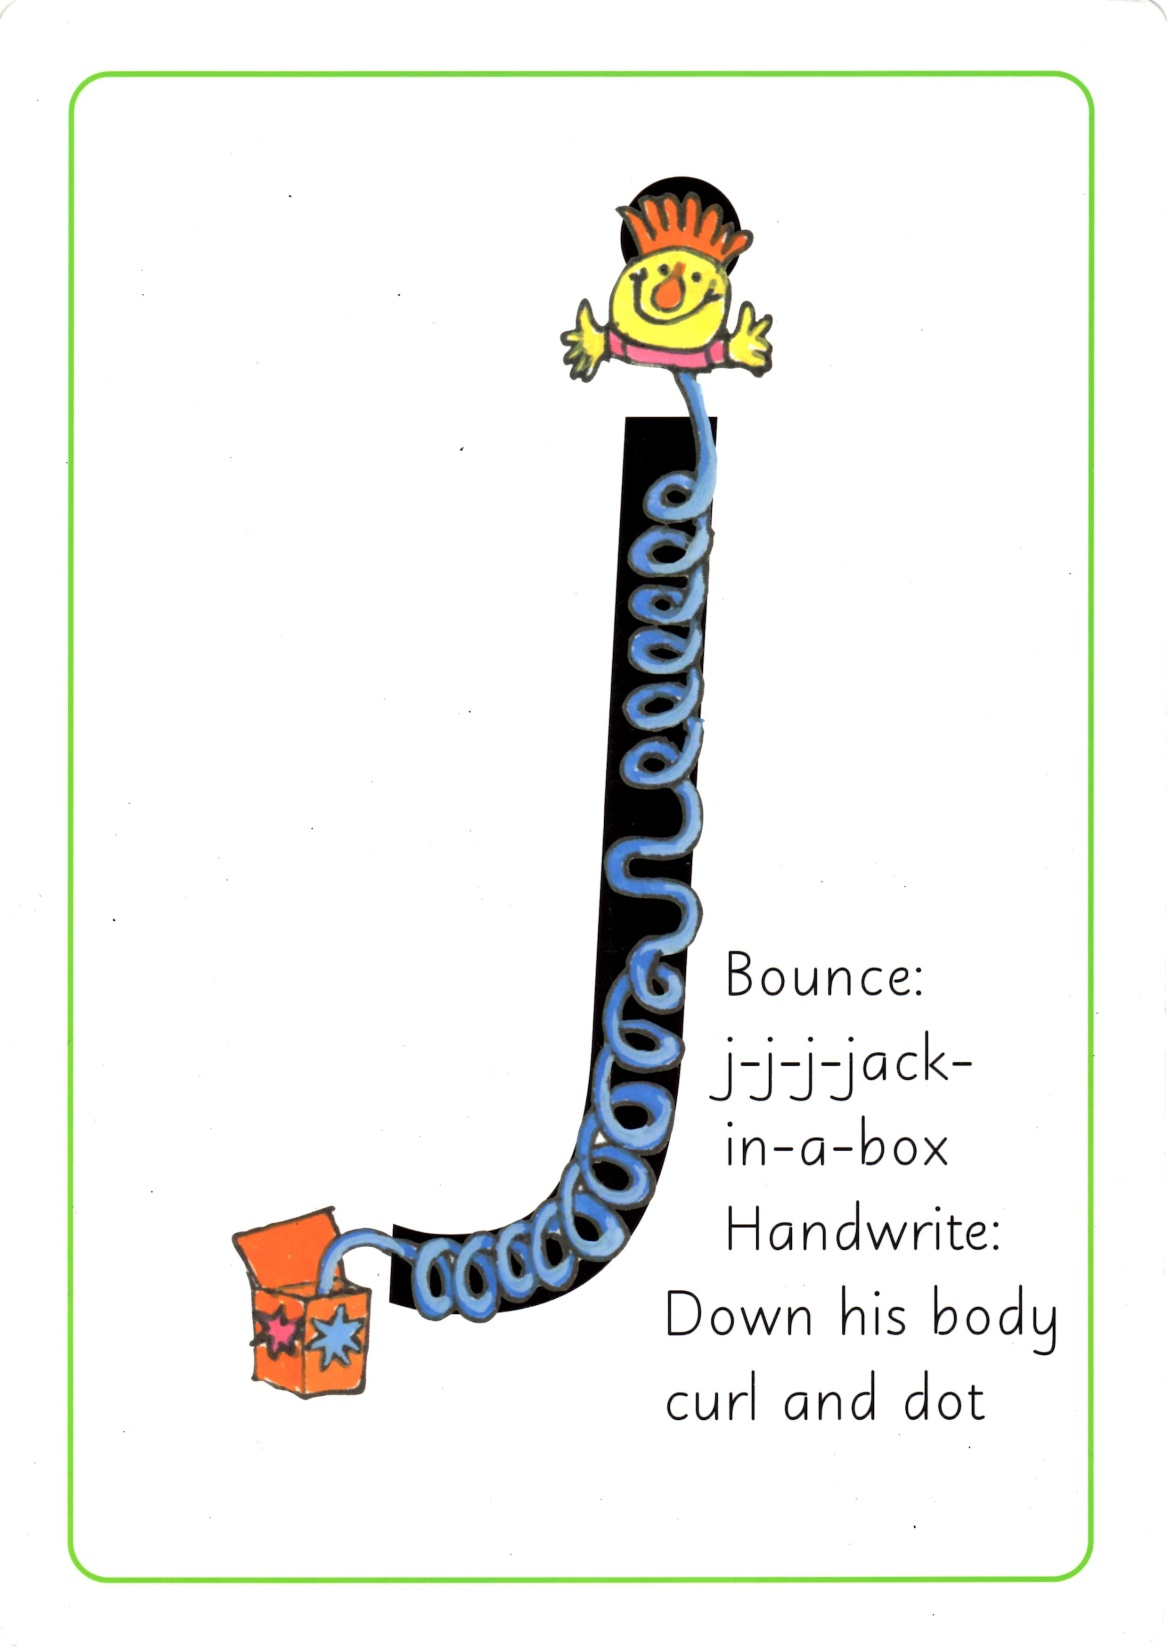 Bounce:
j-j-j-jack-
in-a-box
Handwrite:
Down his body
curl and dot